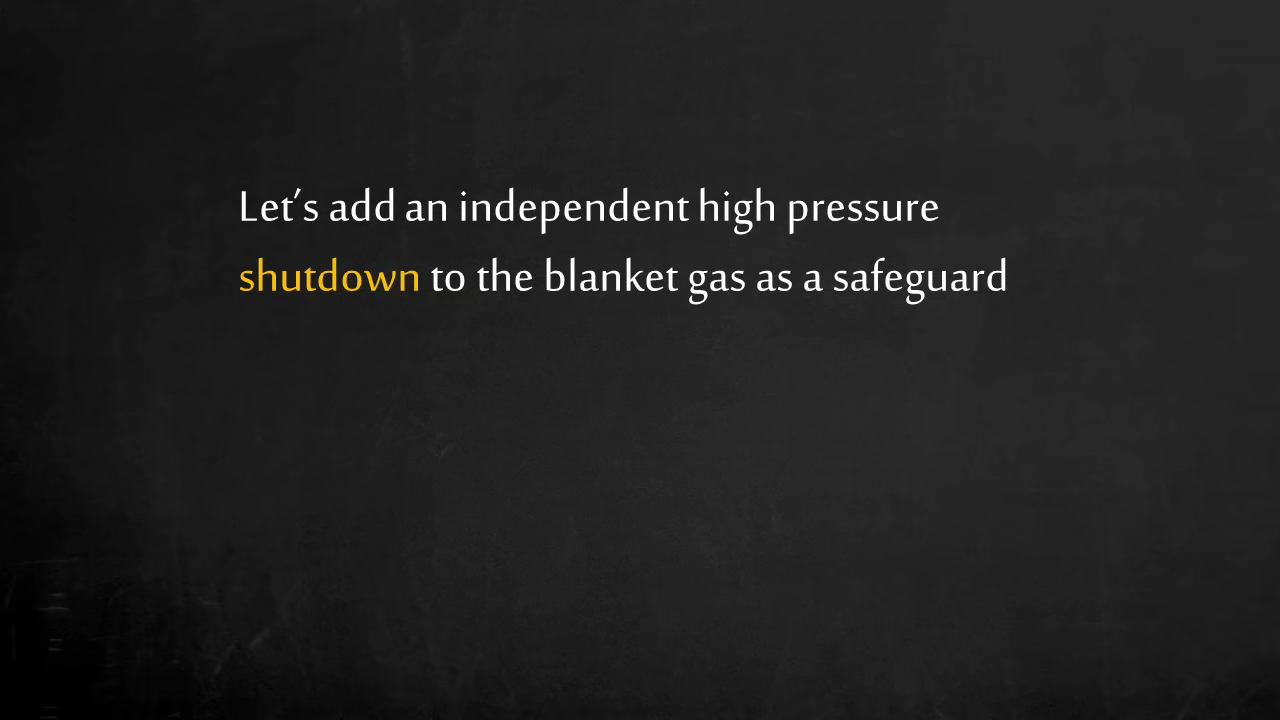 Let’s add an independent high pressure
shutdown to the blanket gas as a safeguard